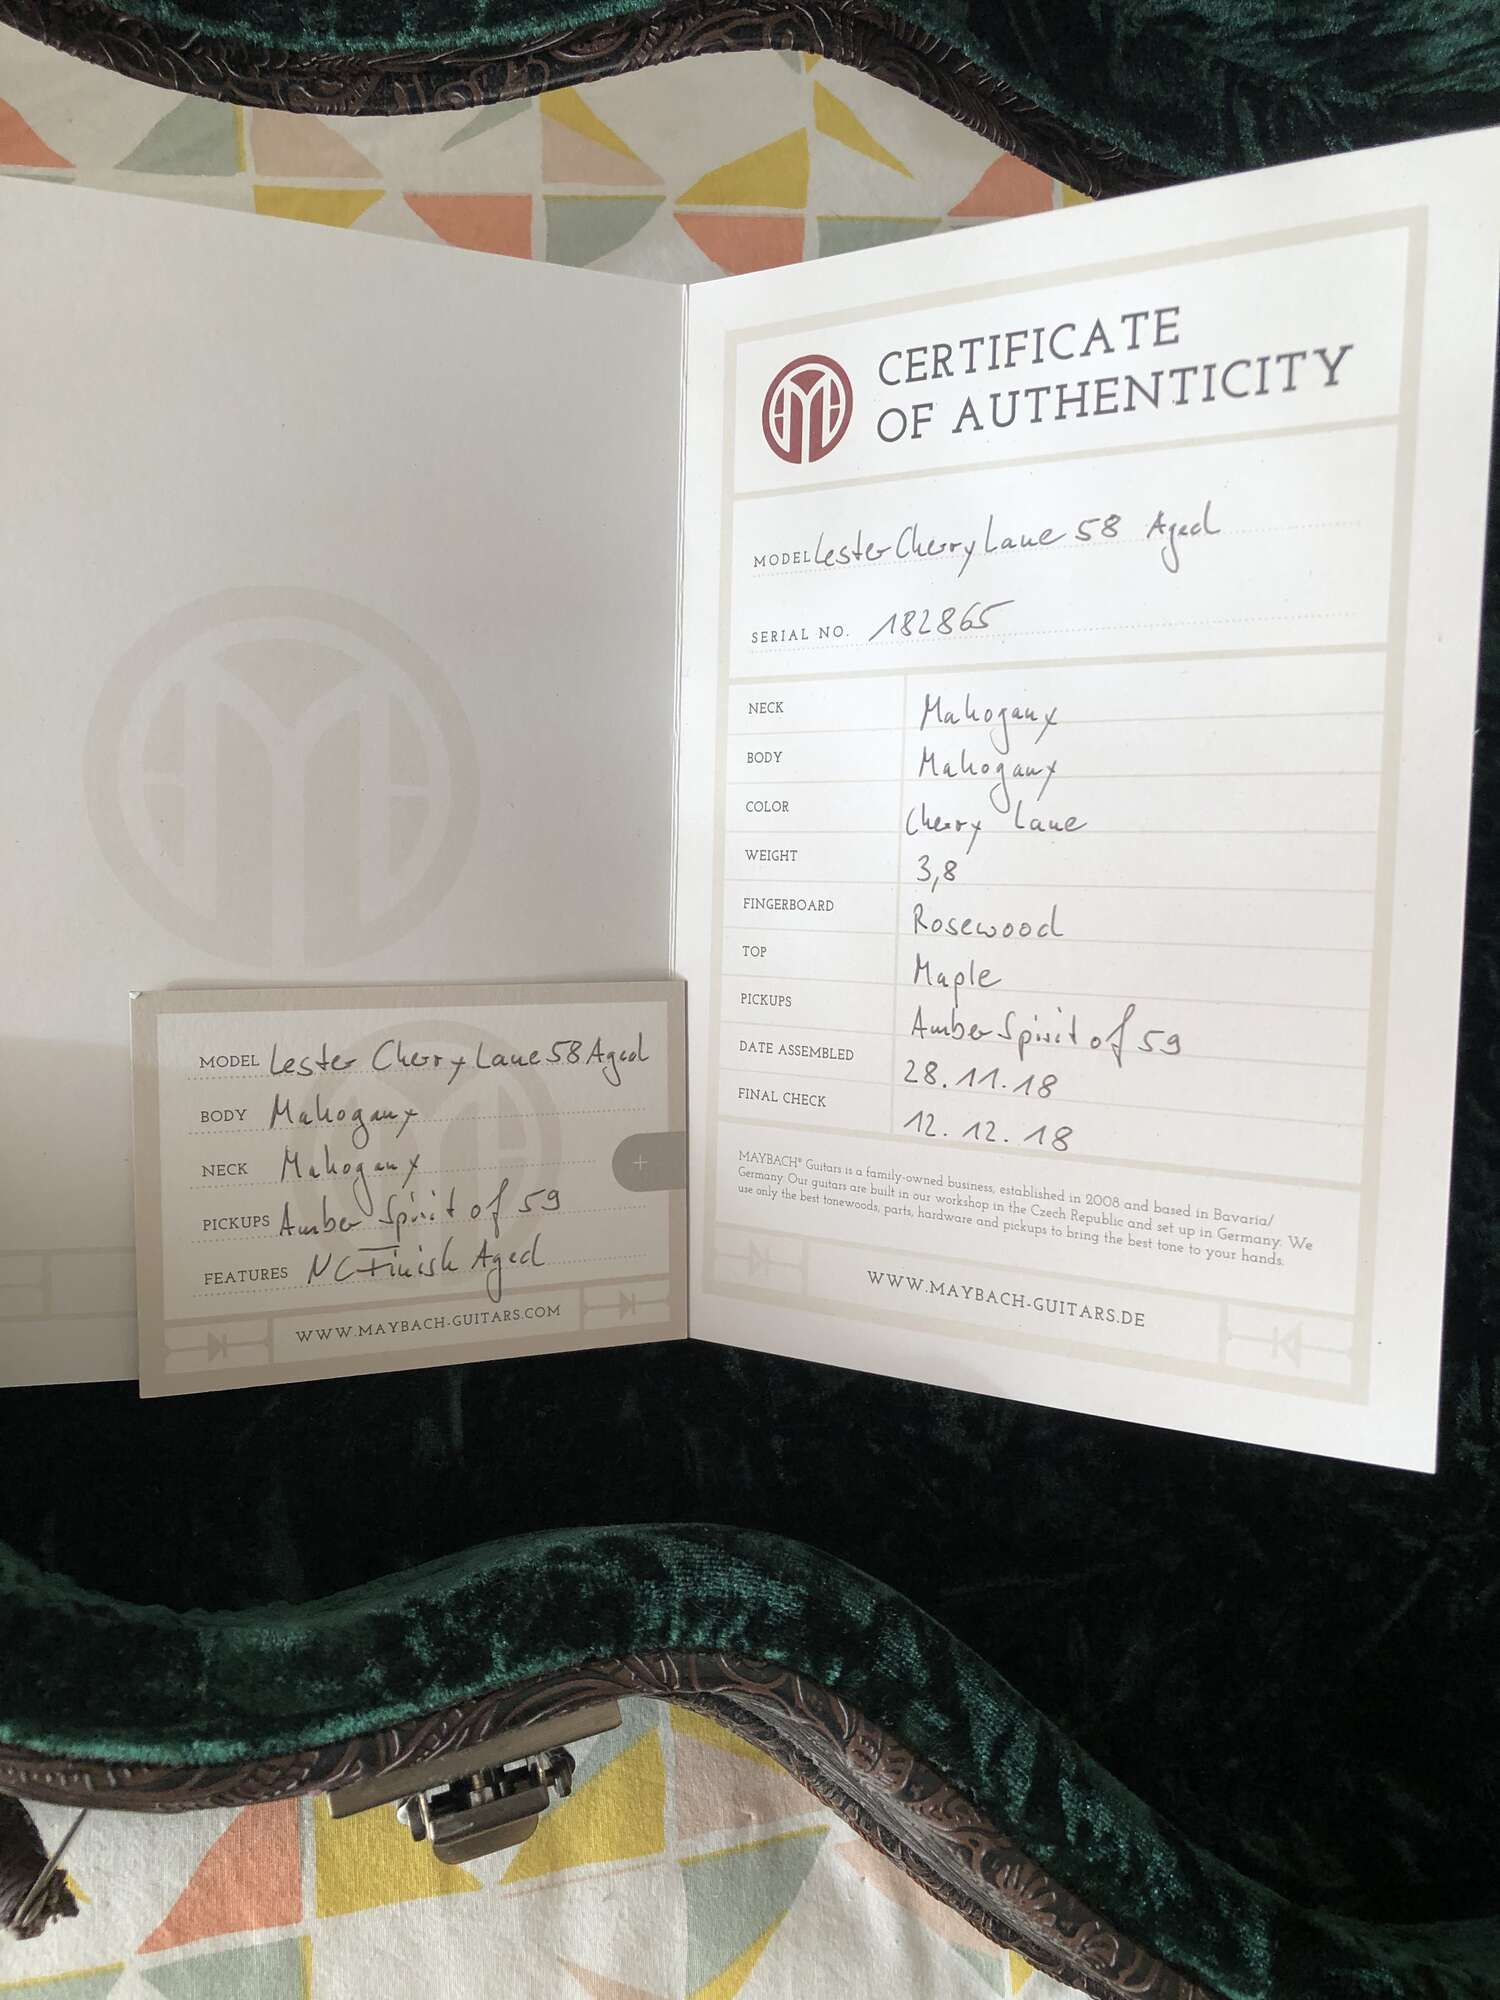 CERTIFICATE
OF AUTHENTICITY
MODEL Lester Cherry Lane 58 Aged
SERIAL NO. 182865
NECK Mahogany
BODY Mahogany
COLOR Cherry Lane
WEIGHT 3,8
FINGERBOARD Rosewood
TOP Maple
PICKUPS Amber Spirit of 59
DATE ASSEMBLED 28.11.18
FINAL CHECK 12.12.18
MAYBACH® Guitars is a family-owned business, established in 2008 and based in Bavaria/
Germany. Our guitars are built in our workshop in the Czech Republic and set up in Germany. We
use only the best tonewoods, parts, hardware and pickups to bring the best tone to your hands.
WWW.MAYBACH-GUITARS.DE
MODEL Lester Cherry Lane 58 Aged
BODY Mahogany
NECK Mahogany
PICKUPS Amber Spirit of 59
FEATURES NC-Finish Aged
WWW.MAYBACH-GUITARS.COM